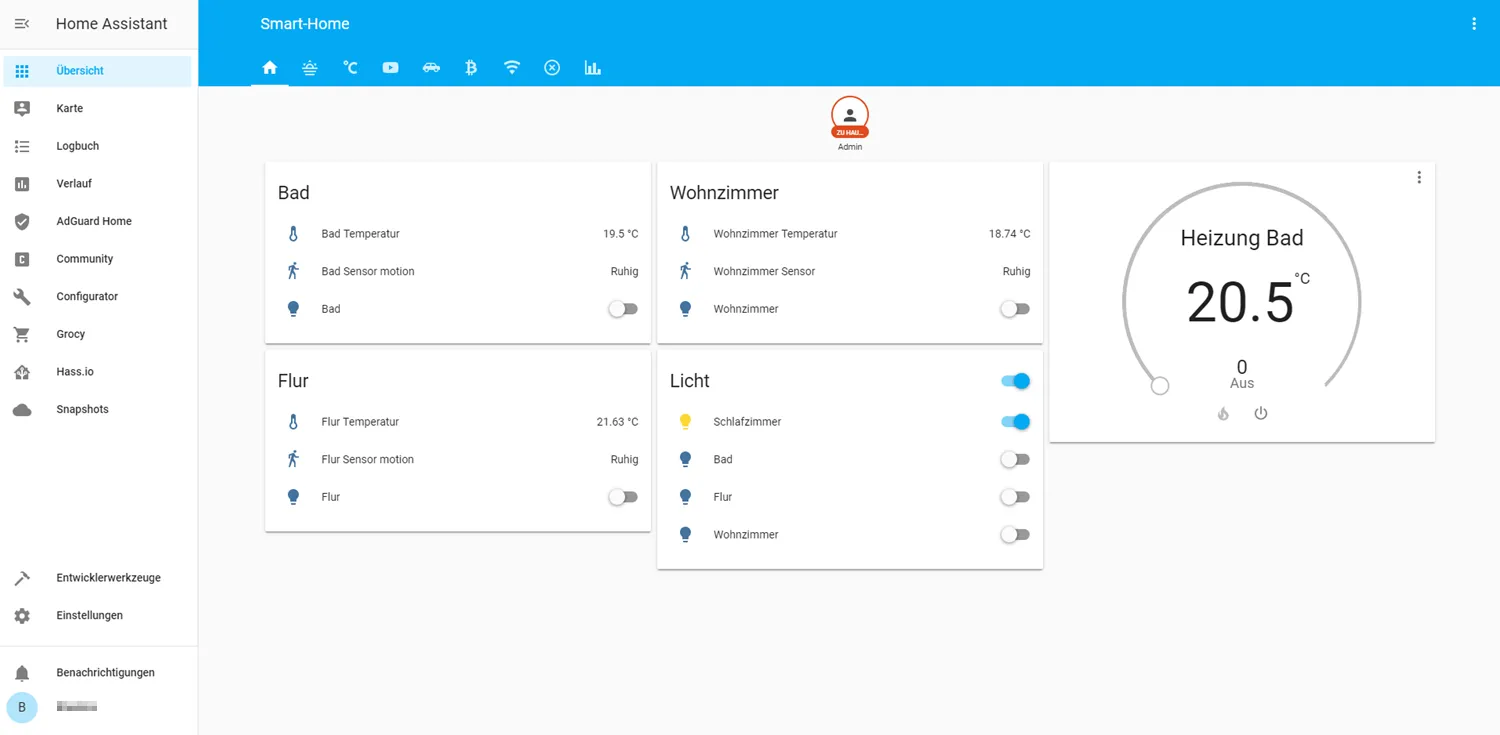 Home Assistant
Übersicht
Karte
Logbuch
Verlauf
AdGuard Home
Community
Configurator
Grocy
Hass.io
Snapshots
Entwicklerwerkzeuge
Einstellungen
Benachrichtigungen
B
Smart-Home
°C
ZU HAU...
Admin
Bad
Bad Temperatur 19.5 °C
Bad Sensor motion Ruhig
Bad
Flur
Flur Temperatur 21.63 °C
Flur Sensor motion Ruhig
Flur
Wohnzimmer
Wohnzimmer Temperatur 18.74 °C
Wohnzimmer Sensor Ruhig
Wohnzimmer
Licht
Schlafzimmer
Bad
Flur
Wohnzimmer
Heizung Bad
20.5 °C
0
Aus